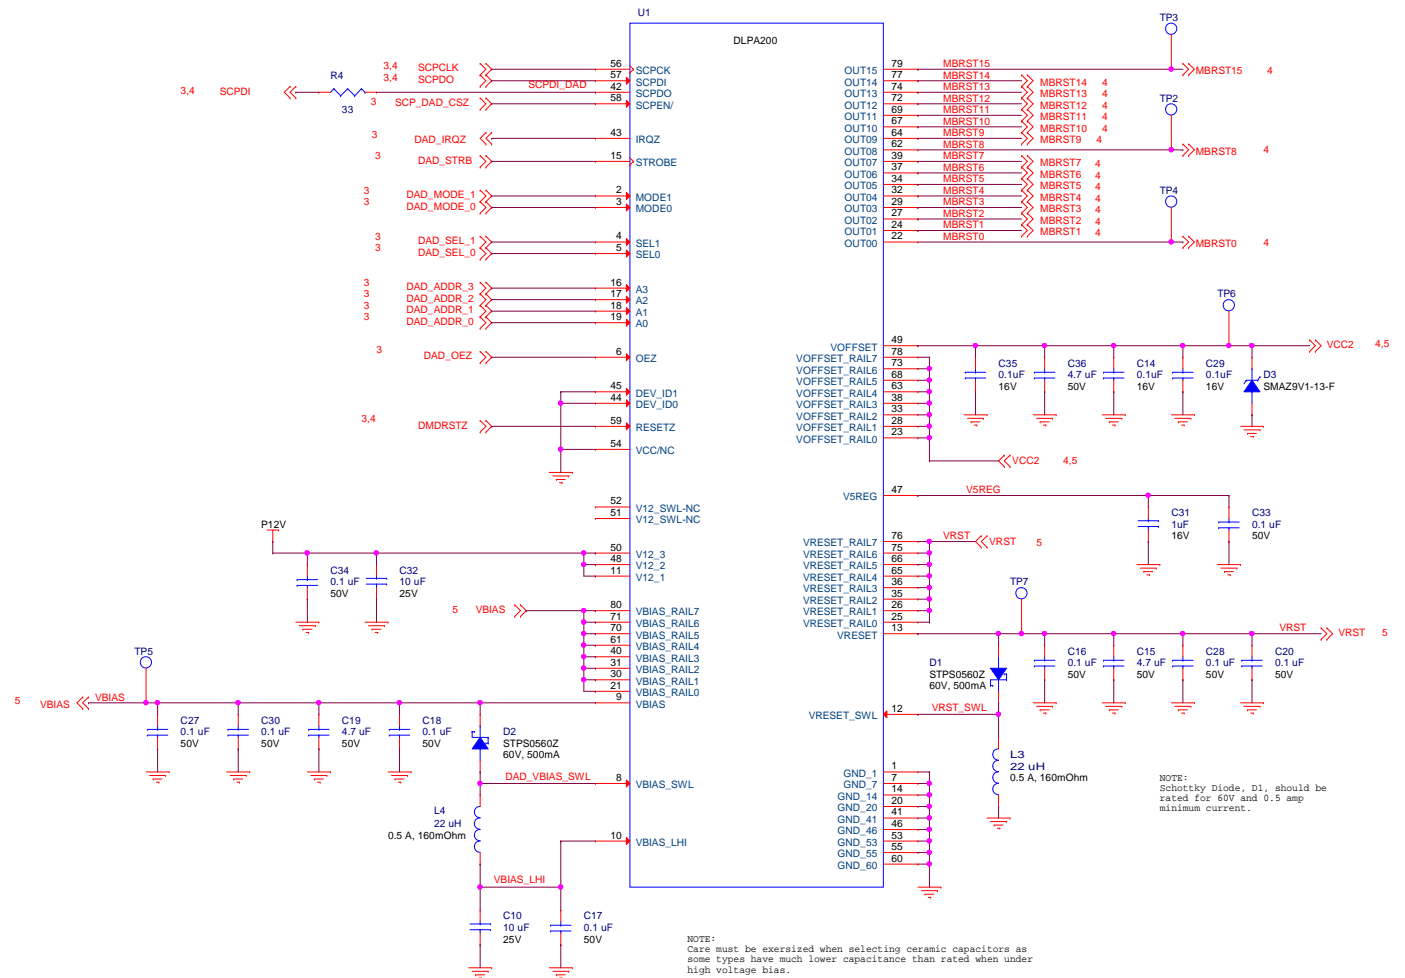 U1
DLPA200
3,4 SCPCLK 56 SCPCK
3,4 SCPDO 57 SCPDI
3,4 SCPDI R4 33 SCPDI_DAD 42 SCPDO
3 SCP_DAD_CSZ 58 SCPEN/
3 DAD_IRQZ 43 IRQZ
3 DAD_STRB 15 STROBE
3 DAD_MODE_1 2 MODE1
3 DAD_MODE_0 3 MODE0
3 DAD_SEL_1 4 SEL1
3 DAD_SEL_0 5 SEL0
3 DAD_ADDR_3 16 A3
3 DAD_ADDR_2 17 A2
3 DAD_ADDR_1 18 A1
3 DAD_ADDR_0 19 A0
3 DAD_OEZ 6 OEZ
45 DEV_ID1
44 DEV_ID0
3,4 DMDRSTZ 59 RESETZ
54 VCC/NC
52 V12_SWL-NC
51 V12_SWL-NC
P12V
50 V12_3
48 V12_2
11 V12_1
C34
0.1 uF
50V
C32
10 uF
25V
5 VBIAS 80 VBIAS_RAIL7
71 VBIAS_RAIL6
70 VBIAS_RAIL5
61 VBIAS_RAIL4
40 VBIAS_RAIL3
31 VBIAS_RAIL2
30 VBIAS_RAIL1
21 VBIAS_RAIL0
TP5
5 VBIAS VBIAS 9 VBIAS
C27
0.1 uF
50V
C30
0.1 uF
50V
C19
4.7 uF
50V
C18
0.1 uF
50V
D2
STPS0560Z
60V, 500mA
DAD_VBIAS_SWL 8 VBIAS_SWL
L4
22 uH
0.5 A, 160mOhm
10 VBIAS_LHI
VBIAS_LHI
C10
10 uF
25V
C17
0.1 uF
50V
TP3
OUT15 79 MBRST15 MBRST15 4
OUT14 77 MBRST14 MBRST14 4
OUT13 74 MBRST13 MBRST13 4
OUT12 72 MBRST12 MBRST12 4
OUT11 69 MBRST11 MBRST11 4
OUT10 67 MBRST10 MBRST10 4
OUT09 64 MBRST9 MBRST9 4
TP2
OUT08 62 MBRST8 MBRST8 4
OUT07 39 MBRST7 MBRST7 4
OUT06 37 MBRST6 MBRST6 4
OUT05 34 MBRST5 MBRST5 4
OUT04 32 MBRST4 MBRST4 4
OUT03 29 MBRST3 MBRST3 4
OUT02 27 MBRST2 MBRST2 4
OUT01 24 MBRST1 MBRST1 4
TP4
OUT00 22 MBRST0 MBRST0 4
TP6
VOFFSET 49 VCC2 4,5
VOFFSET_RAIL7 78
VOFFSET_RAIL6 73
VOFFSET_RAIL5 68
VOFFSET_RAIL4 63
VOFFSET_RAIL3 38
VOFFSET_RAIL2 33
VOFFSET_RAIL1 28
VOFFSET_RAIL0 23
VCC2 4,5
C35
0.1uF
16V
C36
4.7 uF
50V
C14
0.1uF
16V
C29
0.1uF
16V
D3
SMAZ9V1-13-F
V5REG 47 V5REG
C31
1uF
16V
C33
0.1 uF
50V
VRESET_RAIL7 76 VRST VRST 5
VRESET_RAIL6 75
VRESET_RAIL5 66
VRESET_RAIL4 65
VRESET_RAIL3 36
VRESET_RAIL2 35
VRESET_RAIL1 26
VRESET_RAIL0 25
TP7
VRESET 13 VRST VRST 5
D1
STPS0560Z
60V, 500mA
C16
0.1 uF
50V
C15
4.7 uF
50V
C28
0.1 uF
50V
C20
0.1 uF
50V
VRESET_SWL 12 VRST_SWL
L3
22 uH
0.5 A, 160mOhm
GND_1 1
GND_7 7
GND_14 14
GND_20 20
GND_41 41
GND_46 46
GND_53 53
GND_55 55
GND_60 60
NOTE:
Schottky Diode, D1, should be
rated for 60V and 0.5 amp
minimum current.
NOTE:
Care must be exersized when selecting ceramic capacitors as
some types have much lower capacitance than rated when under
high voltage bias.